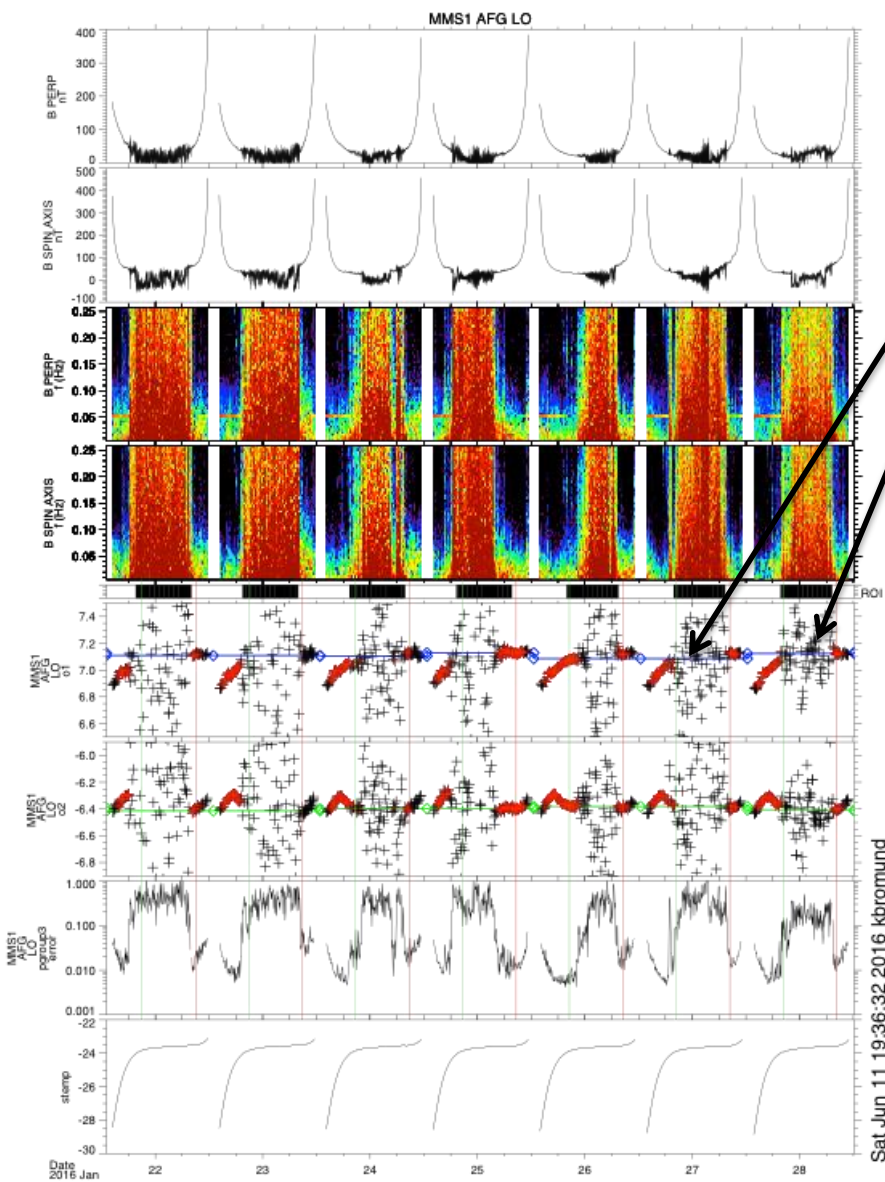 MMS1 AFG LO
400
300
200
100
0
B PERP
nT
500
400
300
200
100
0
-100
B SPIN AXIS
nT
0.25
0.20
0.15
0.10
0.05
B PERP
f (Hz)
0.25
0.20
0.15
0.10
0.05
B SPIN AXIS
f (Hz)
ROI
7.4
7.2
7.0
6.8
6.6
MMS1
AFG
LO
o1
-6.0
-6.2
-6.4
-6.6
-6.8
MMS1
AFG
LO
o2
1.000
0.100
0.010
0.001
MMS1
AFG
LO
pgroup3
error
-22
-24
-26
-28
-30
stemp
22
23
24
25
26
27
28
Date
2016 Jan
Sat Jun 11 19:36:32 2016 kbromund